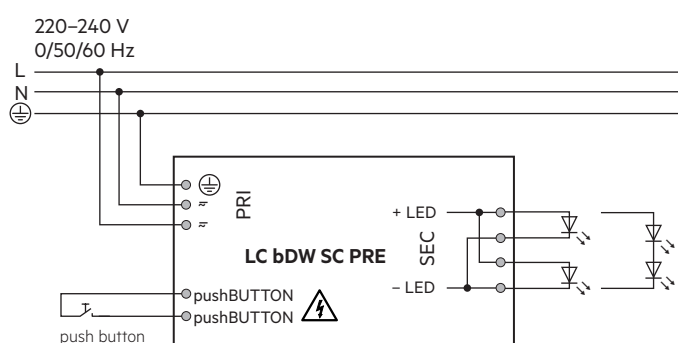 220–240 V
0/50/60 Hz
L
N
PRI
+ LED
SEC
LC bDW SC PRE
– LED
pushBUTTON
pushBUTTON
push button